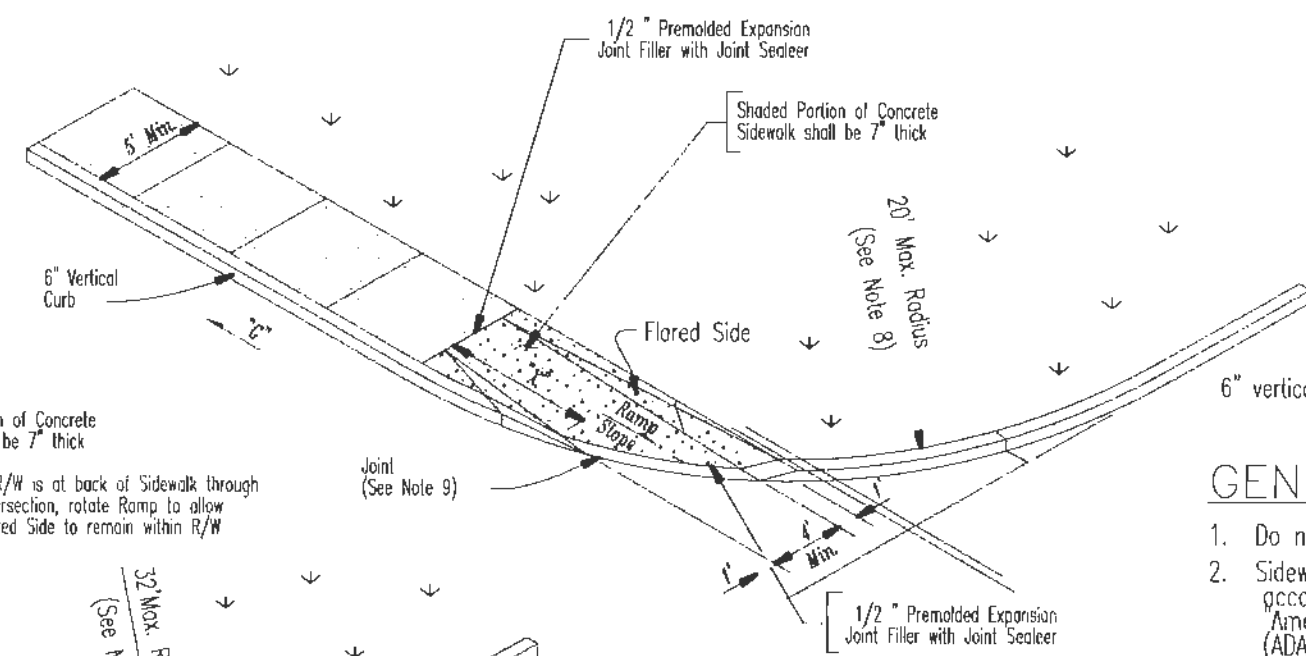 1/2 " Premolded Expansion
Joint Filler with Joint Sealeer
Shaded Portion of Concrete
Sidewalk shall be 7" thick
5' Min.
20' Max. Radius
(See Note 8)
6" Vertical
Curb
"G"
Flared Side
"X"
Ramp
Slope
6" vertic
of Concrete
be 7" thick
R/W is at back of Sidewalk through
rsection, rotate Ramp to allow
ed Side to remain within R/W
Joint
(See Note 9)
1'
4'
Min.
1'
1/2 " Premolded Expansion
Joint Filler with Joint Sealeer
32' Max. R
(See N
GEN
1. Do n
2. Sidew
acco
"Ame
(ADA